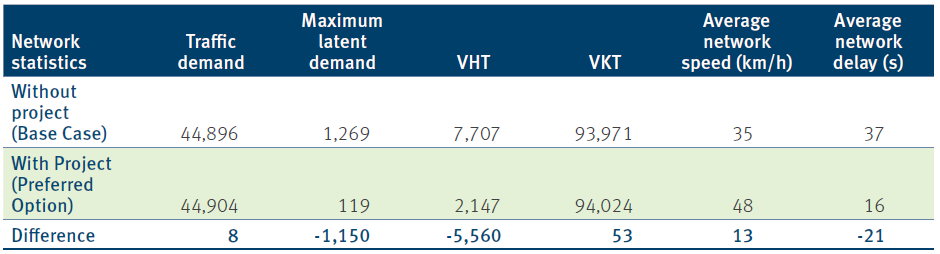 Network statistics Traffic demand Maximum latent demand VHT VKT Average network speed (km/h) Average network delay (s)
Without project (Base Case) 44,896 1,269 7,707 93,971 35 37
With Project (Preferred Option) 44,904 119 2,147 94,024 48 16
Difference 8 -1,150 -5,560 53 13 -21